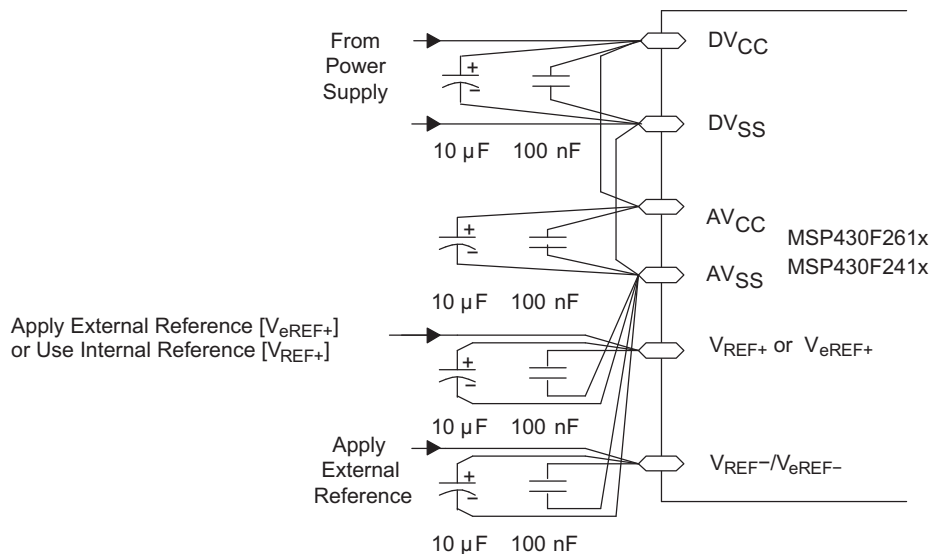 From
Power
Supply
+
−
10 µF 100 nF
DVCC
DVSS
+
−
10 µF 100 nF
AVCC
MSP430F261x
MSP430F241x
AVSS
Apply External Reference [VeREF+]
or Use Internal Reference [VREF+]
+
−
10 µF 100 nF
VREF+ or VeREF+
Apply
External
Reference
+
−
10 µF 100 nF
VREF−/VeREF−